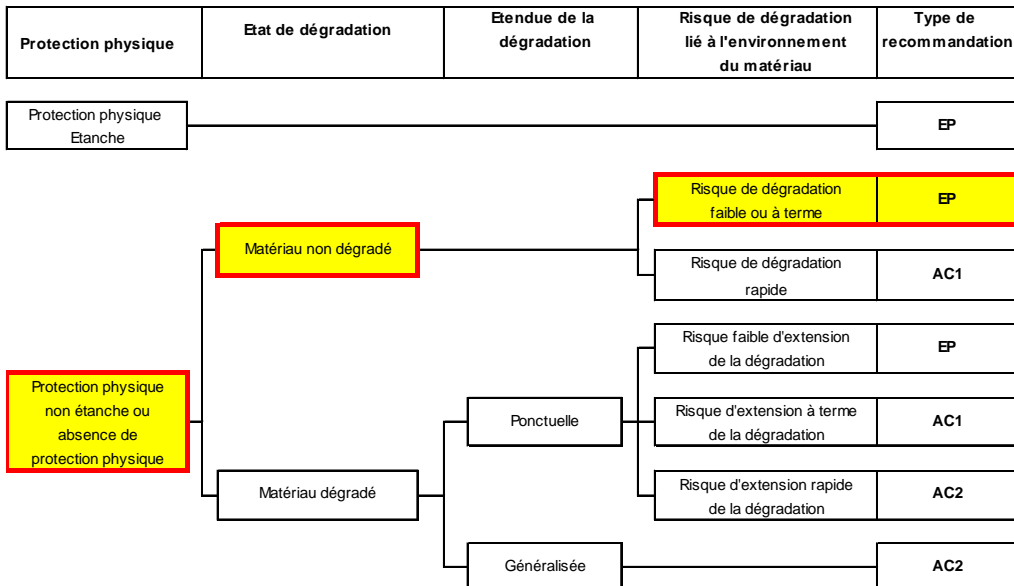 Protection physique
Etat de dégradation
Etendue de la
dégradation
Risque de dégradation
lié à l'environnement
du matériau
Type de
recommandation
Protection physique
Etanche
EP
Risque de dégradation
faible ou à terme
EP
Matériau non dégradé
Risque de dégradation
rapide
AC1
Risque faible d'extension
de la dégradation
EP
Protection physique
non étanche ou
absence de
protection physique
Ponctuelle
Risque d'extension à terme
de la dégradation
AC1
Matériau dégradé
Risque d'extension rapide
de la dégradation
AC2
Généralisée
AC2